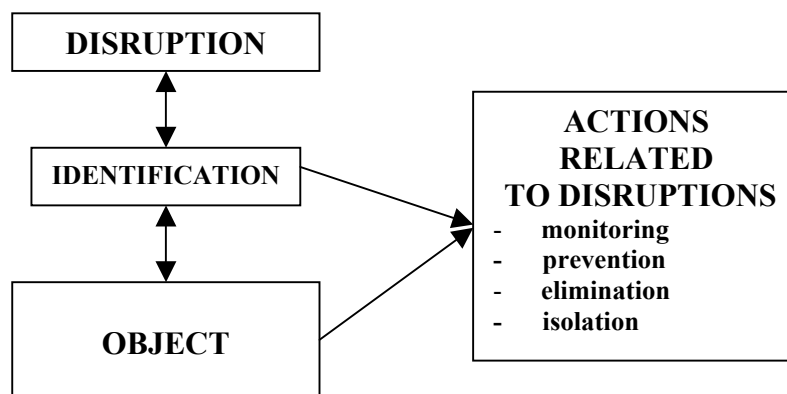 DISRUPTION
IDENTIFICATION
OBJECT
ACTIONS
RELATED
TO DISRUPTIONS
- monitoring
- prevention
- elimination
- isolation